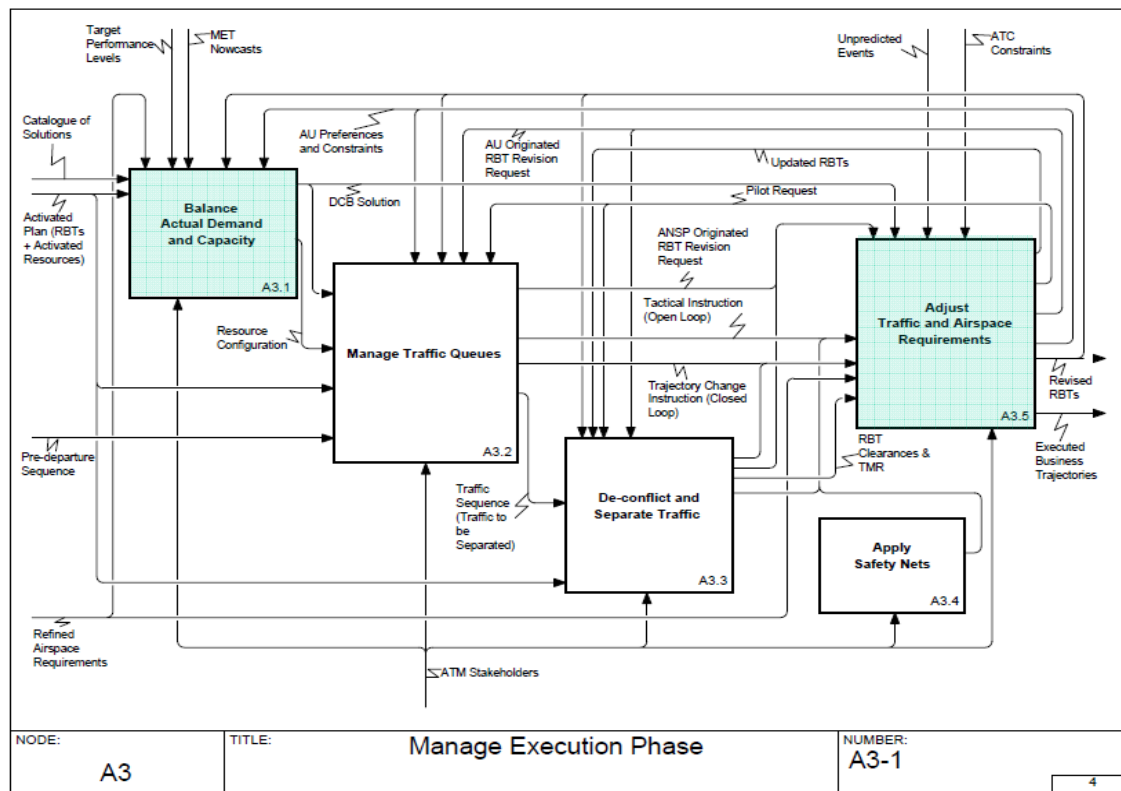 Target
Performance
Levels
MET
Nowcasts
Unpredicted
Events
ATC
Constraints
Catalogue of
Solutions
AU Preferences
and Constraints
AU Originated
RBT Revision
Request
Updated RBTs
Pilot Request
Activated
Plan (RBTs
+ Activated
Resources)
Balance
Actual Demand
and Capacity
A3.1
DCB Solution
ANSP Originated
RBT Revision
Request
Tactical Instruction
(Open Loop)
Adjust
Traffic and Airspace
Requirements
A3.5
Resource
Configuration
Manage Traffic Queues
A3.2
Trajectory Change
Instruction (Closed
Loop)
Revised
RBTs
Pre-departure
Sequence
RBT
Clearances &
TMR
Executed
Business
Trajectories
Traffic
Sequence
(Traffic to
be
Separated)
De-conflict and
Separate Traffic
A3.3
Apply
Safety Nets
A3.4
Refined
Airspace
Requirements
ATM Stakeholders
NODE:
A3
TITLE:
Manage Execution Phase
NUMBER:
A3-1
4